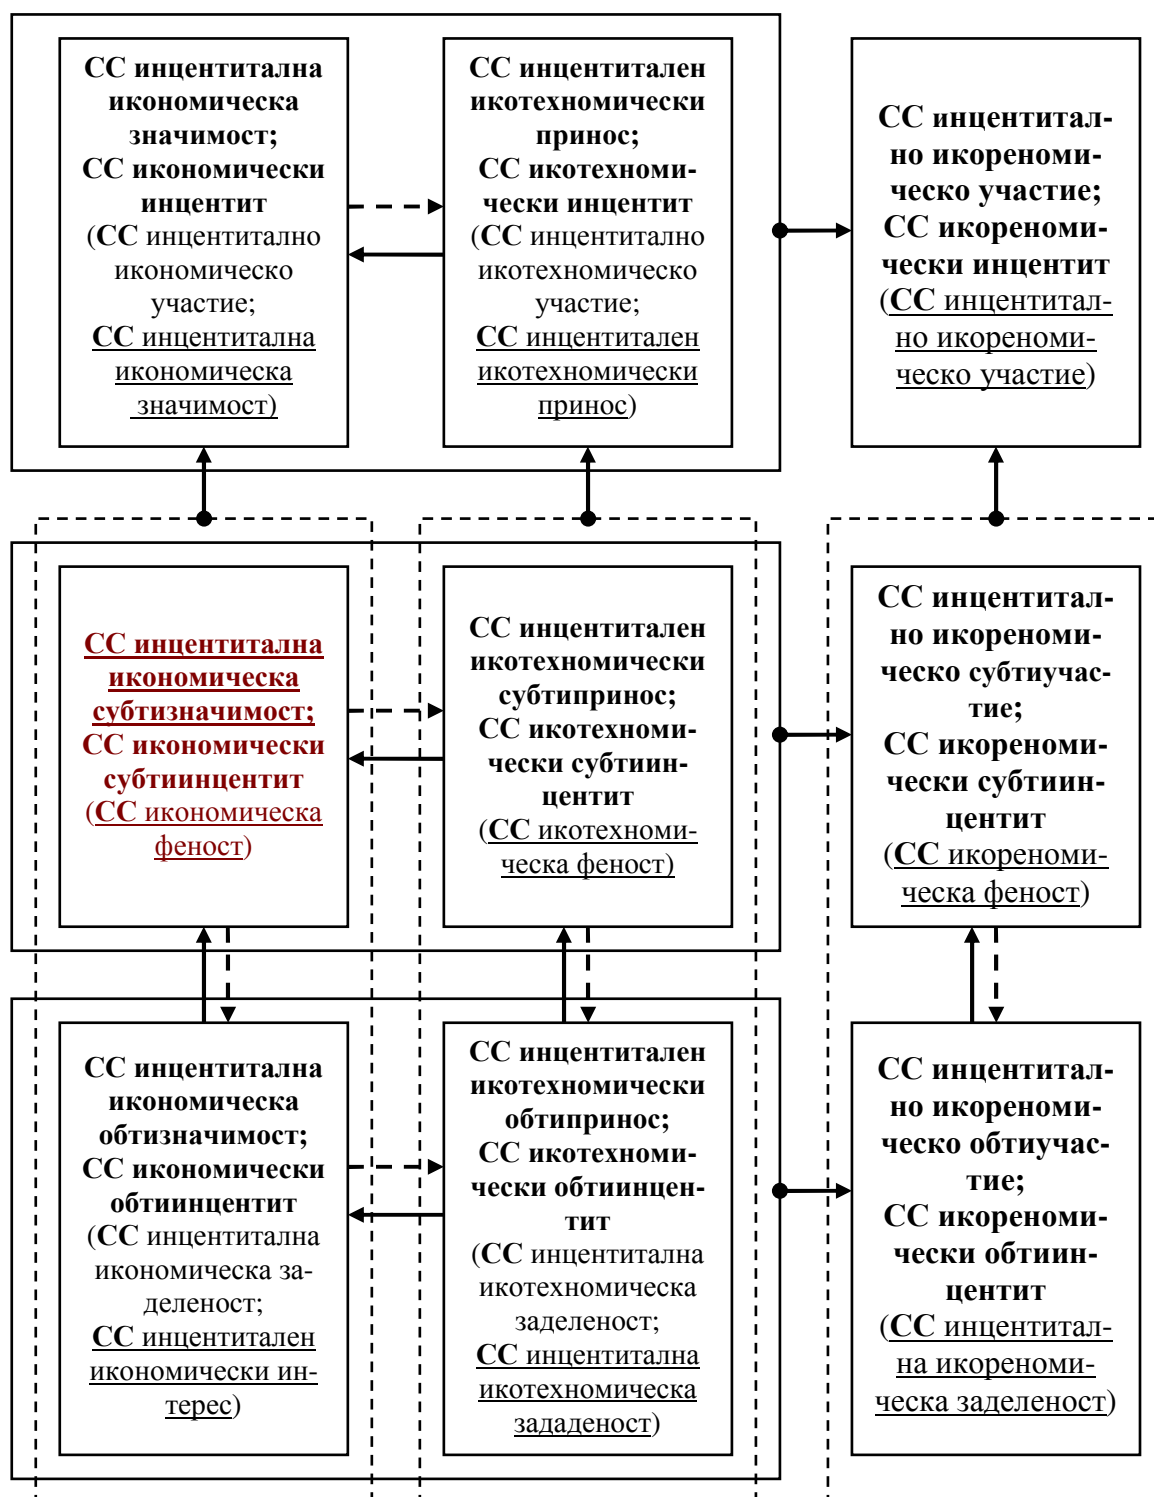 СС инцентитална
икономическа
значимост;
СС икономически
инцентит
(СС инцентитално
икономическо
участие;
СС инцентитална
икономическа
значимост)
СС инцентитален
икотехномически
принос;
СС икотехноми-
чески инцентит
(СС инцентитално
икотехномическо
участие;
СС инцентитален
икотехномически
принос)
СС инцентитал-
но икореноми-
ческо участие;
СС икореноми-
чески инцентит
(СС инцентитал-
но икореноми-
ческо участие)
СС инцентитална
икономическа
субтизначимост;
СС икономически
субтиинцентит
(СС икономическа
феност)
СС инцентитален
икотехномически
субтипринос;
СС икотехноми-
чески субтиин-
центит
(СС икотехноми-
ческа феност)
СС инцентитал-
но икореноми-
ческо субтиучас-
тие;
СС икореноми-
чески субтиин-
центит
(СС икореноми-
ческа феност)
СС инцентитална
икономическа
обтизначимост;
СС икономически
обтиинцентит
(СС инцентитална
икономическа за-
деленост;
СС инцентитален
икономически ин-
терес)
СС инцентитален
икотехномически
обтипринос;
СС икотехноми-
чески обтиинцен-
тит
(СС инцентитална
икотехномическа
заделеност;
СС инцентитална
икотехномическа
зададеност)
СС инцентитал-
но икореноми-
ческо обтиучас-
тие;
СС икореноми-
чески обтиин-
центит
(СС инцентитал-
на икореноми-
ческа заделеност)